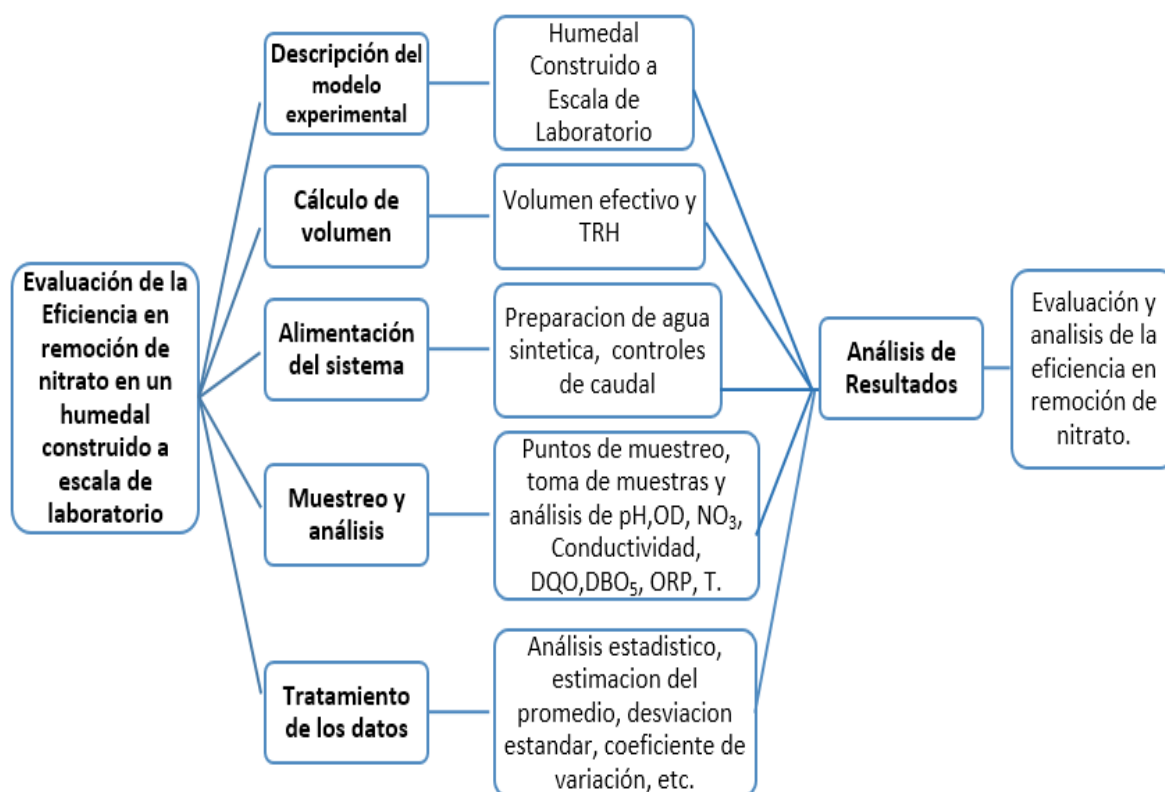 Evaluación de la
Eficiencia en
remoción de
nitrato en un
humedal
construido a
escala de
laboratorio
Descripción del
modelo
experimental
Humedal
Construido a
Escala de
Laboratorio
Cálculo de
volumen
Volumen efectivo y
TRH
Alimentación
del sistema
Preparacion de agua
sintetica, controles
de caudal
Muestreo y
análisis
Puntos de muestreo,
toma de muestras y
análisis de pH,OD, NO₃,
Conductividad,
DQO,DBO₅, ORP, T.
Tratamiento
de los datos
Análisis estadistico,
estimacion del
promedio, desviacion
estandar, coeficiente de
variación, etc.
Análisis de
Resultados
Evaluación y
analisis de la
eficiencia en
remoción de
nitrato.